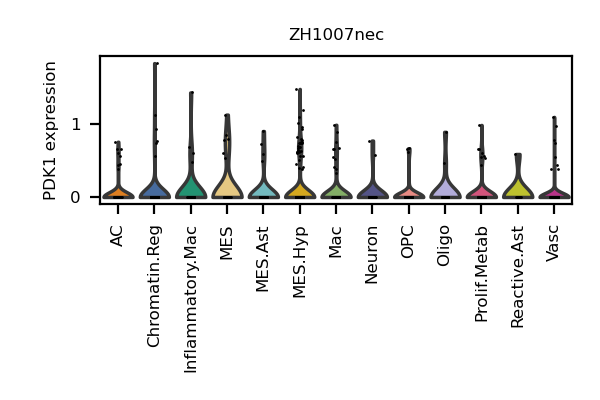 ZH1007nec
PDK1 expression
1
0
AC
Chromatin.Reg
Inflammatory.Mac
MES
MES.Ast
MES.Hyp
Mac
Neuron
OPC
Oligo
Prolif.Metab
Reactive.Ast
Vasc